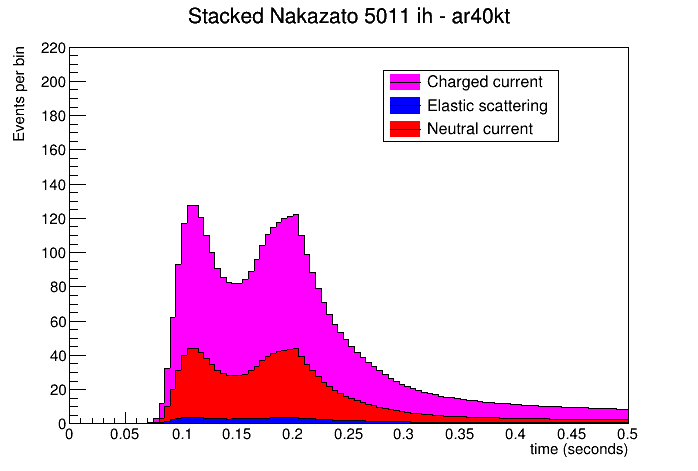 Stacked Nakazato 5011 ih - ar40kt
Events per bin
220
200
180
160
140
120
100
80
60
40
20
0
Charged current
Elastic scattering
Neutral current
0 0.05 0.1 0.15 0.2 0.25 0.3 0.35 0.4 0.45 0.5
time (seconds)